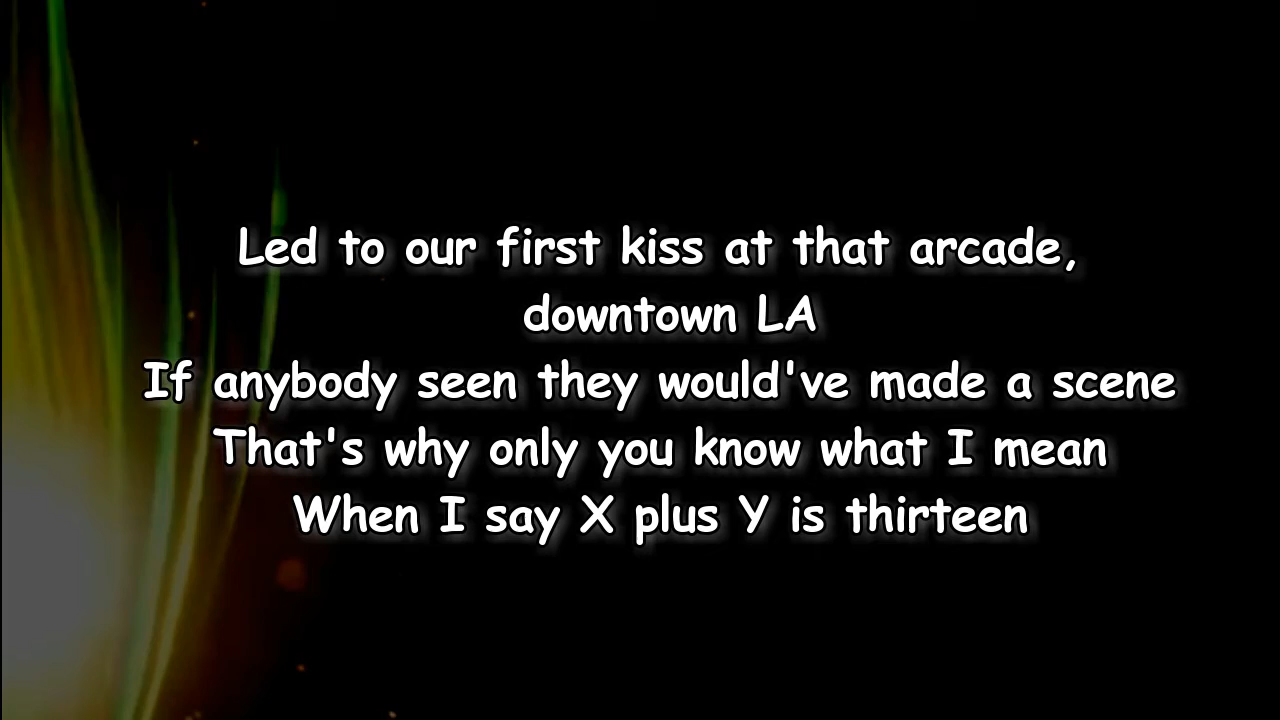 Led to our first kiss at that arcade,
downtown LA
If anybody seen they would've made a scene
That's why only you know what I mean
When I say X plus Y is thirteen